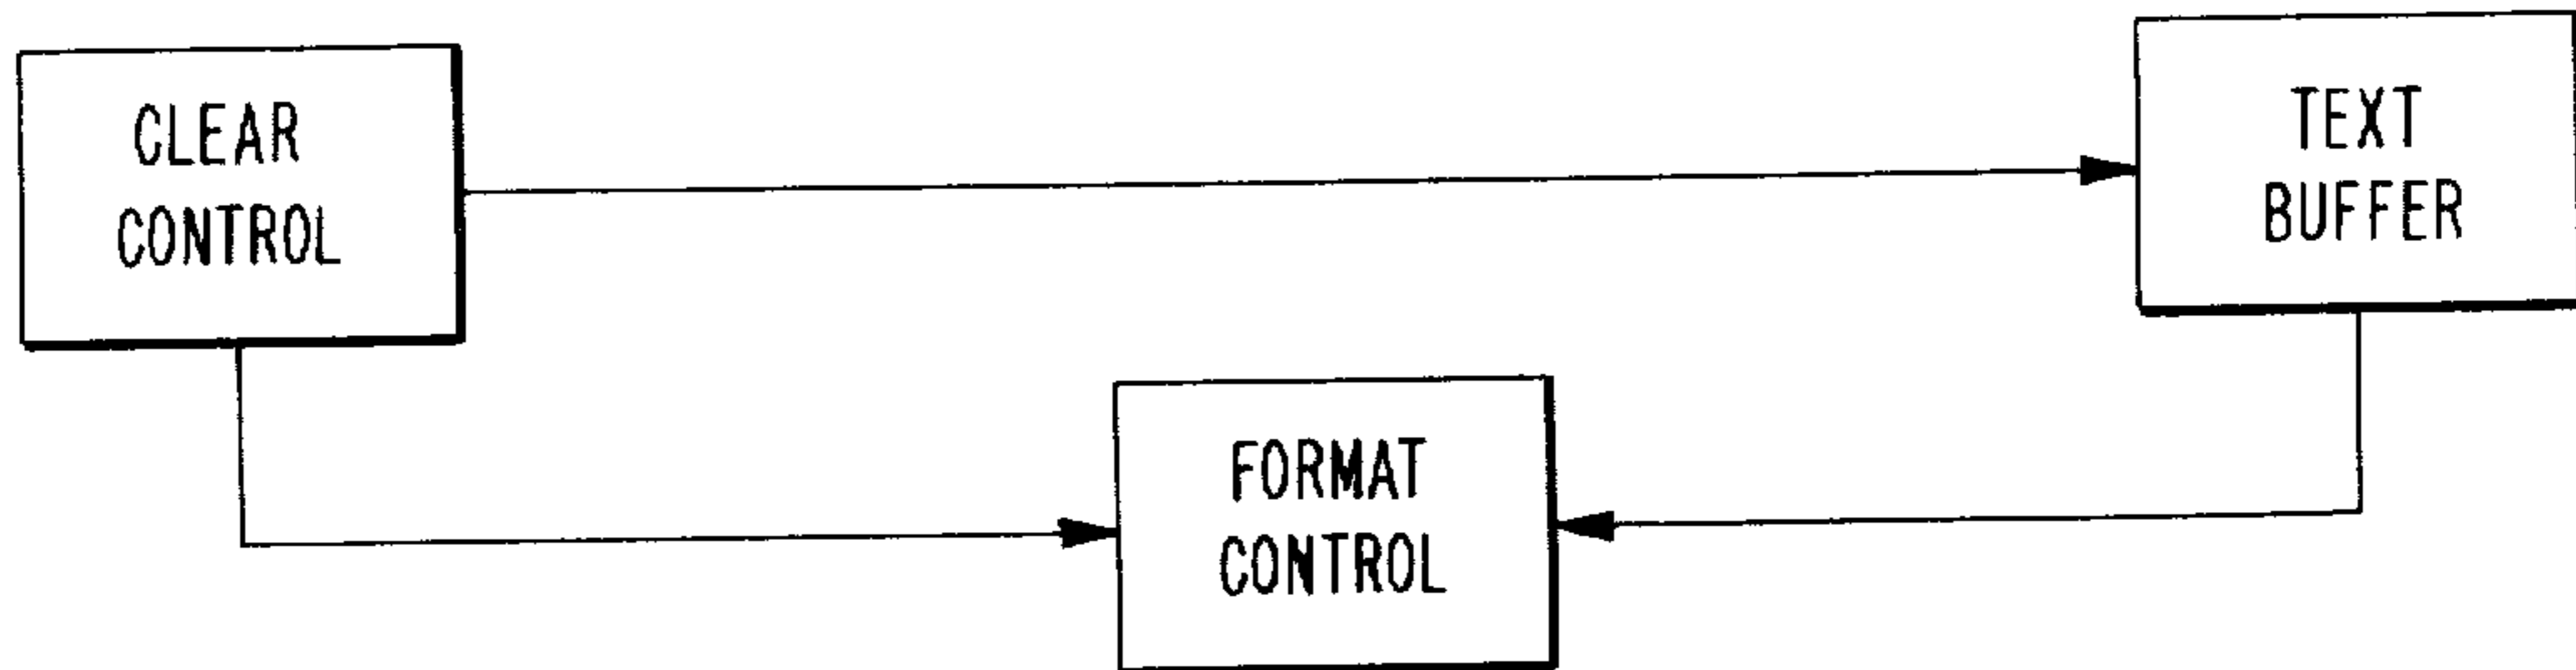 CLEAR
CONTROL
TEXT
BUFFER
FORMAT
CONTROL